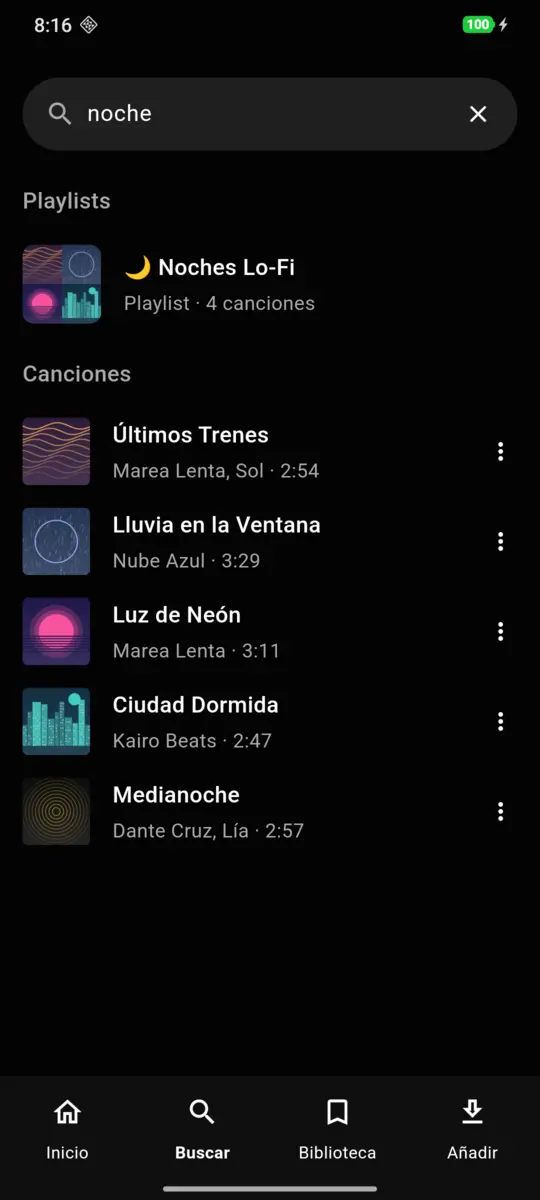 8:16
100
noche
Playlists
🌙 Noches Lo-Fi
Playlist · 4 canciones
Canciones
Últimos Trenes
Marea Lenta, Sol · 2:54
Lluvia en la Ventana
Nube Azul · 3:29
Luz de Neón
Marea Lenta · 3:11
Ciudad Dormida
Kairo Beats · 2:47
Medianoche
Dante Cruz, Lía · 2:57
Inicio
Buscar
Biblioteca
Añadir